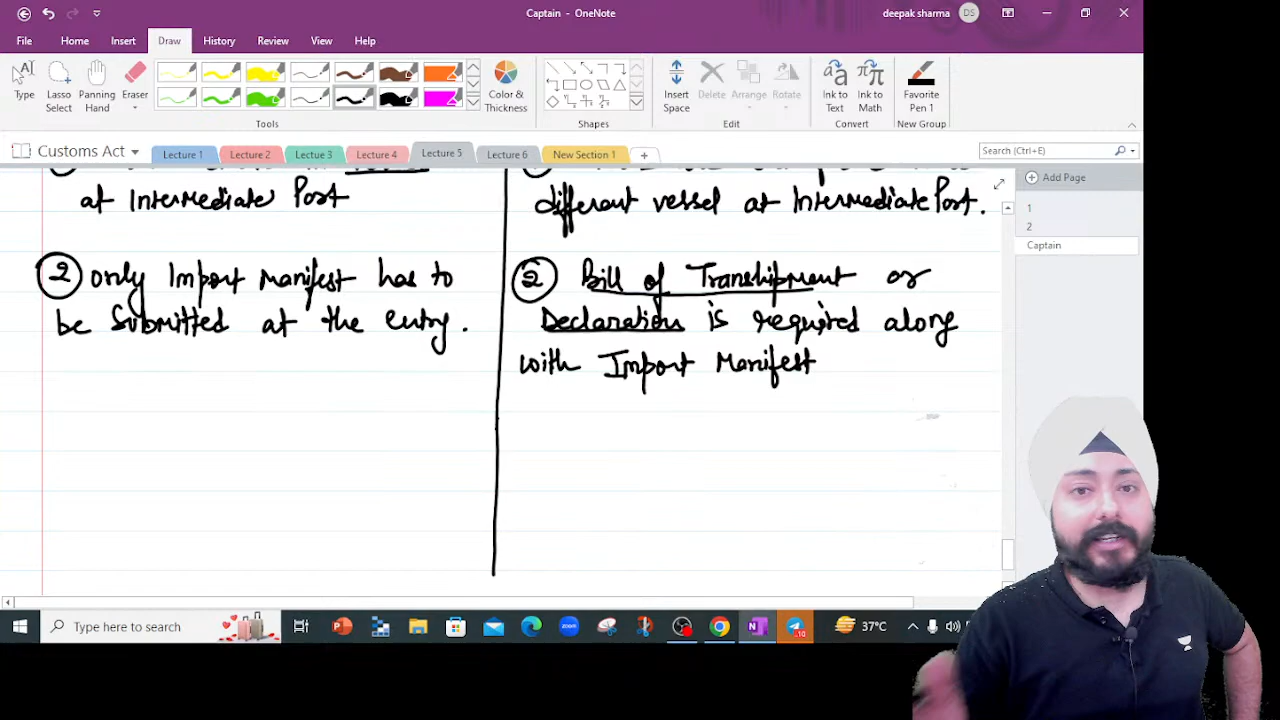 Captain - OneNote
deepak sharma DS
File Home Insert Draw History Review View Help
Type Lasso Select Panning Hand Eraser Color & Thickness Insert Space Delete Arrange Rotate Ink to Text Ink to Math Favorite Pen 1
Tools Shapes Edit Convert New Group
Customs Act Lecture 1 Lecture 2 Lectue 3 Lecture 4 Lecture 5 Lecture 6 New Section 1 + Search (Ctrl+E)
Add Page
1
2
Captain
at Intermediate Port
different vessel at Intermediate Port.
2 only Import Manifest has to
be submitted at the entry.
2 Bill of Transhipment or
Declaration is required along
with Import Manifest
Type here to search 10 37°C